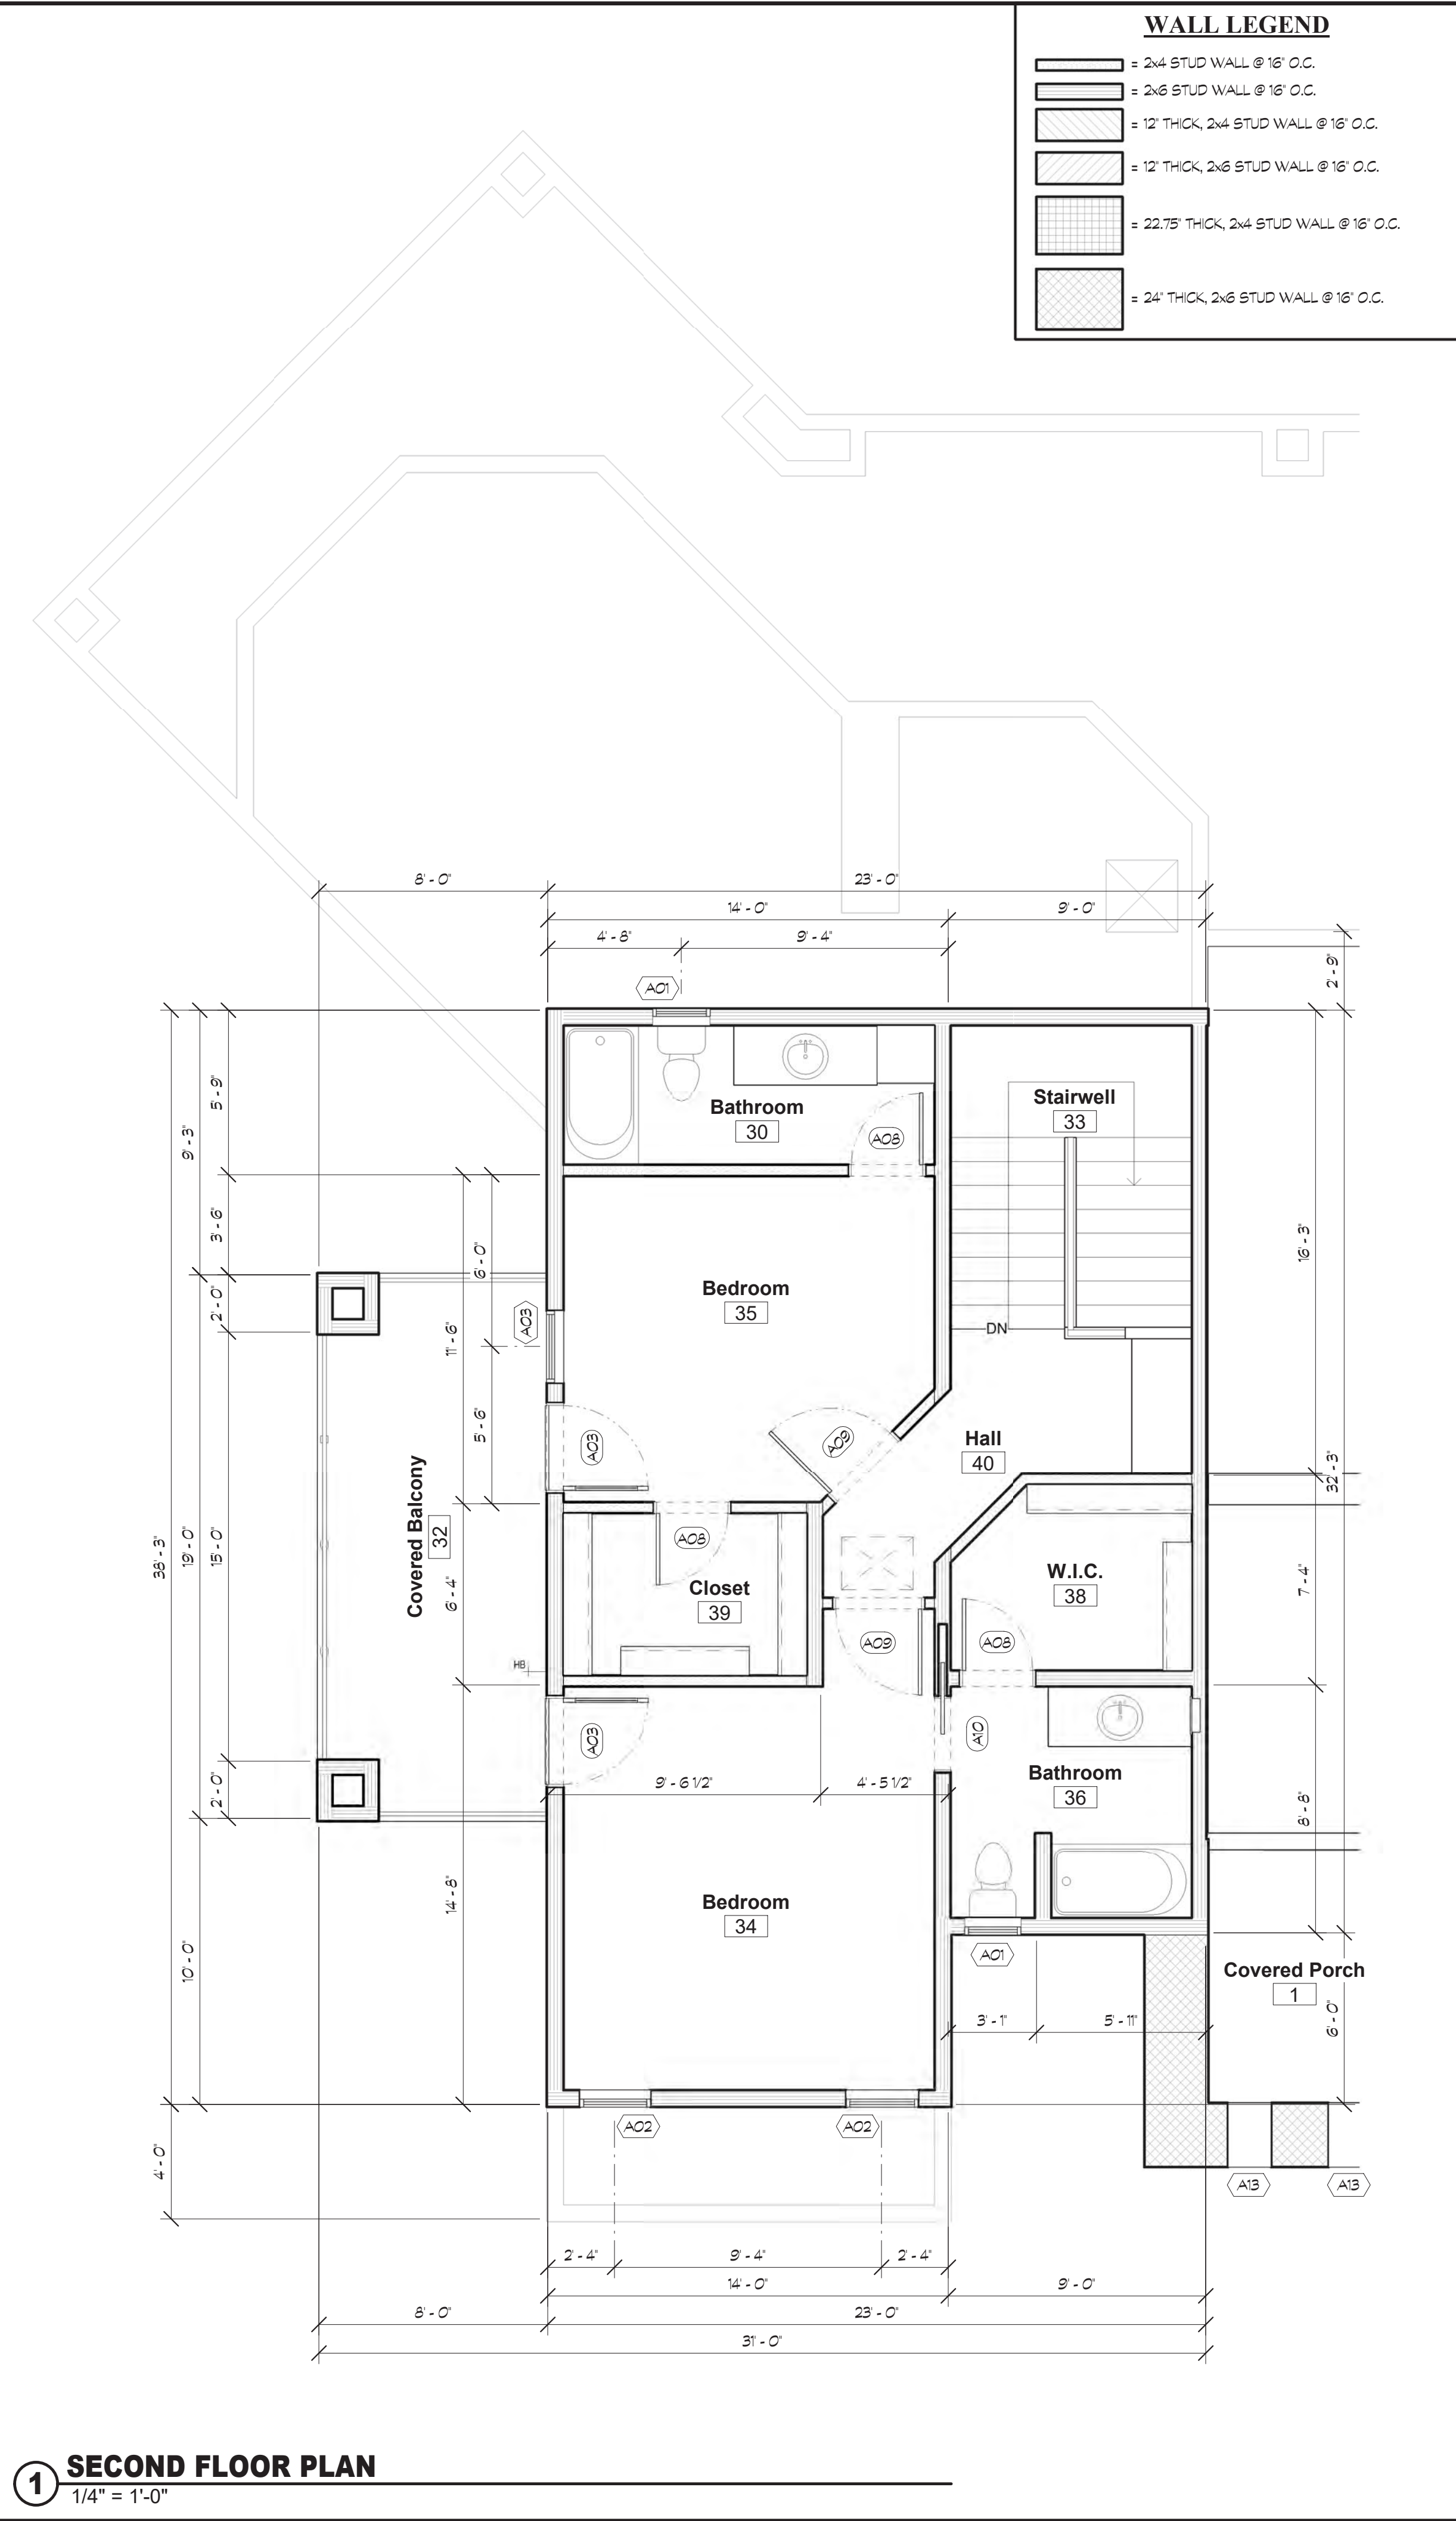 WALL LEGEND
= 2x4 STUD WALL @ 16" O.C.
= 2x6 STUD WALL @ 16" O.C.
= 12" THICK, 2x4 STUD WALL @ 16" O.C.
= 12" THICK, 2x6 STUD WALL @ 16" O.C.
= 22.75" THICK, 2x4 STUD WALL @ 16" O.C.
= 24" THICK, 2x6 STUD WALL @ 16" O.C.
8' - 0"
23' - 0"
14' - 0"
9' - 0"
4' - 8"
9' - 4"
2' - 9"
A01
5' - 9"
9' - 3"
3' - 6"
2' - 0"
Bathroom
30
A08
Stairwell
33
6' - 0"
16' - 3"
Bedroom
35
A03
11' - 6"
DN
5' - 6"
A03
A09
Hall
40
Covered Balcony
32
38' - 3"
19' - 0"
15' - 0"
32' - 3"
A08
Closet
39
6' - 4"
W.I.C.
38
7' - 4"
A09
A08
HB
A03
A10
9' - 6 1/2"
4' - 5 1/2"
Bathroom
36
2' - 0"
8' - 8"
14' - 8"
Bedroom
34
10' - 0"
A01
Covered Porch
1
3' - 1"
5' - 11"
6' - 0"
A02
A02
4' - 0"
A13
A13
2' - 4"
9' - 4"
2' - 4"
14' - 0"
9' - 0"
8' - 0"
23' - 0"
31' - 0"
1
SECOND FLOOR PLAN
1/4" = 1'-0"